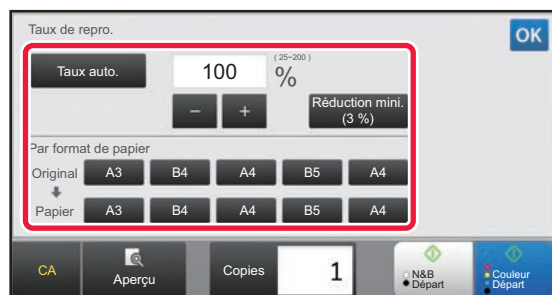 Taux de repro.
OK
Taux auto.
100
(25~200)
%
−
+
Réduction mini.
(3 %)
Par format de papier
Original
A3
B4
A4
B5
A4
Papier
A3
B4
A4
B5
A4
CA
Aperçu
Copies
1
N&B
Départ
Couleur
Départ